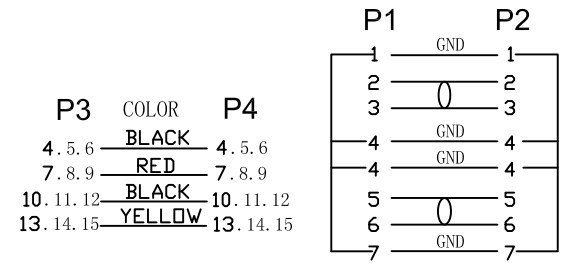 P3 COLOR P4
4.5.6 BLACK 4.5.6
7.8.9 RED 7.8.9
10.11.12 BLACK 10.11.12
13.14.15 YELLOW 13.14.15
P1 P2
1 GND 1
2 2
3 3
4 GND 4
4 GND 4
5 5
6 6
7 GND 7